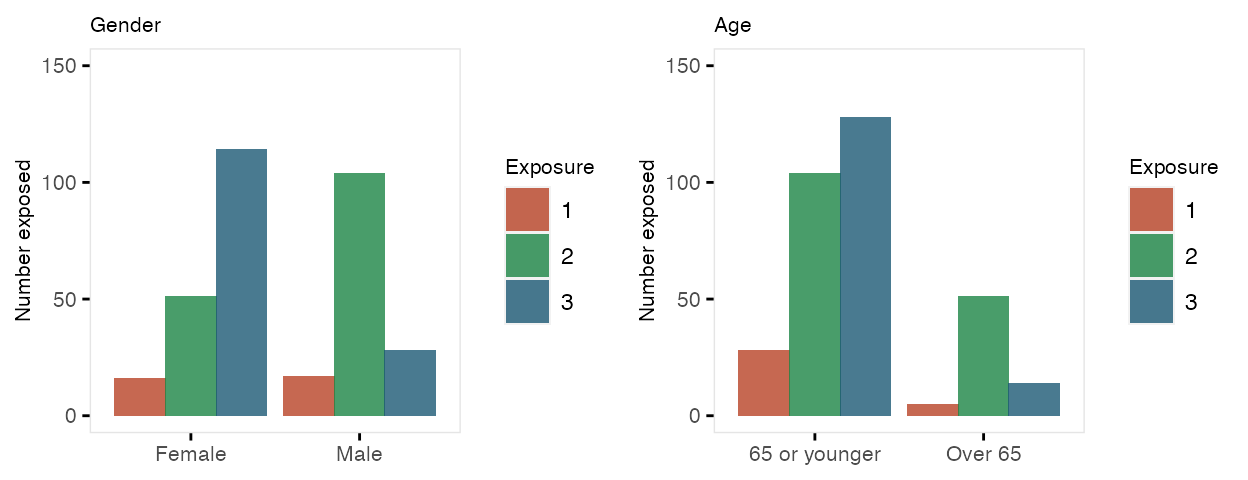 Gender
150
100
50
0
Number exposed
Female
Male
Exposure
1
2
3
Age
150
100
50
0
Number exposed
65 or younger
Over 65
Exposure
1
2
3